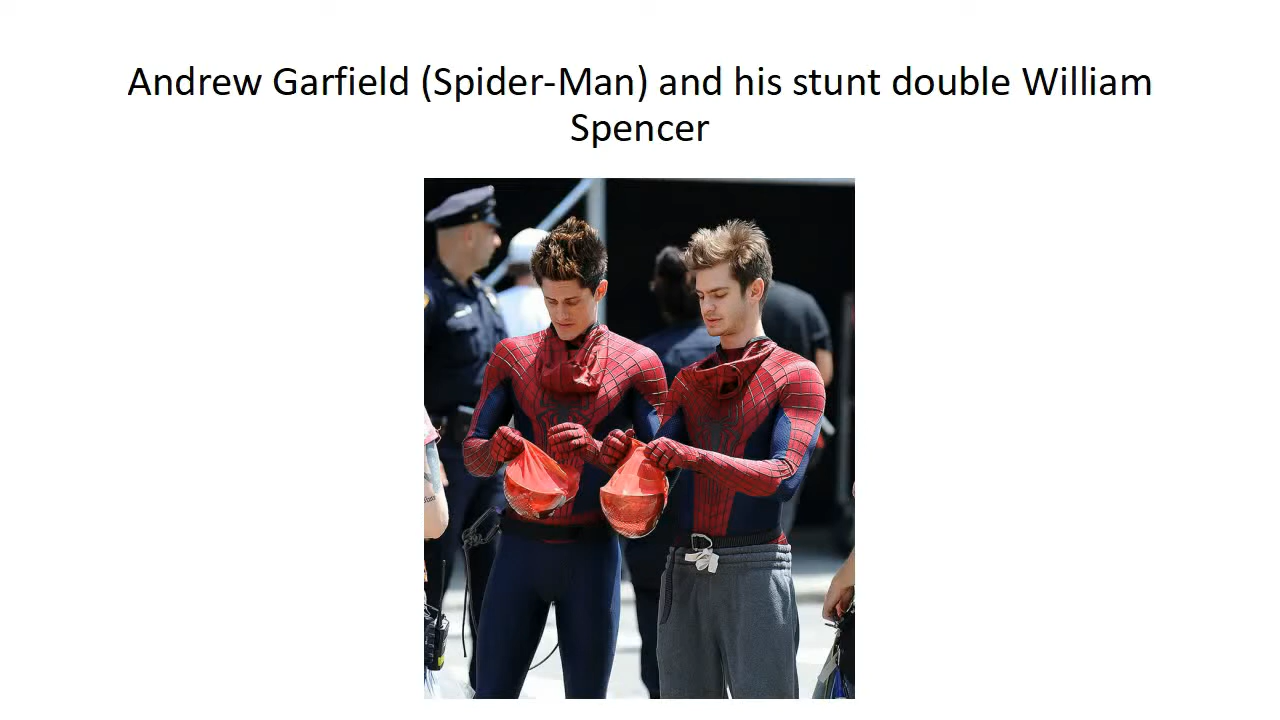 Andrew Garfield (Spider-Man) and his stunt double William
Spencer